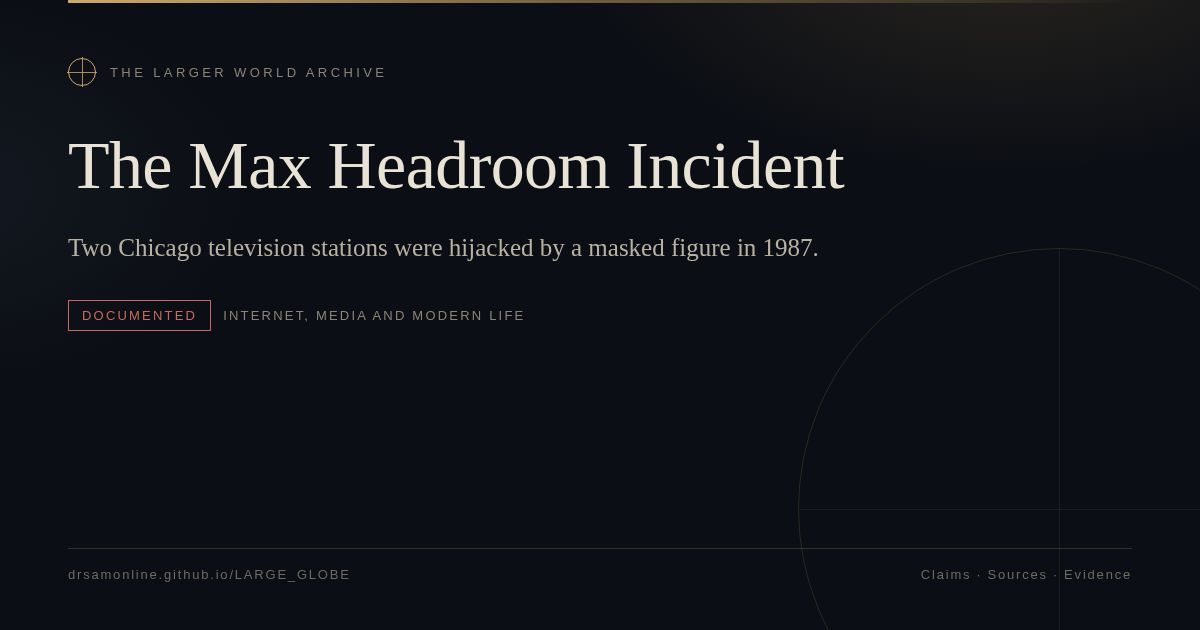 THE LARGER WORLD ARCHIVE
The Max Headroom Incident
Two Chicago television stations were hijacked by a masked figure in 1987.
DOCUMENTED INTERNET, MEDIA AND MODERN LIFE
drsamonline.github.io/LARGE_GLOBE Claims · Sources · Evidence